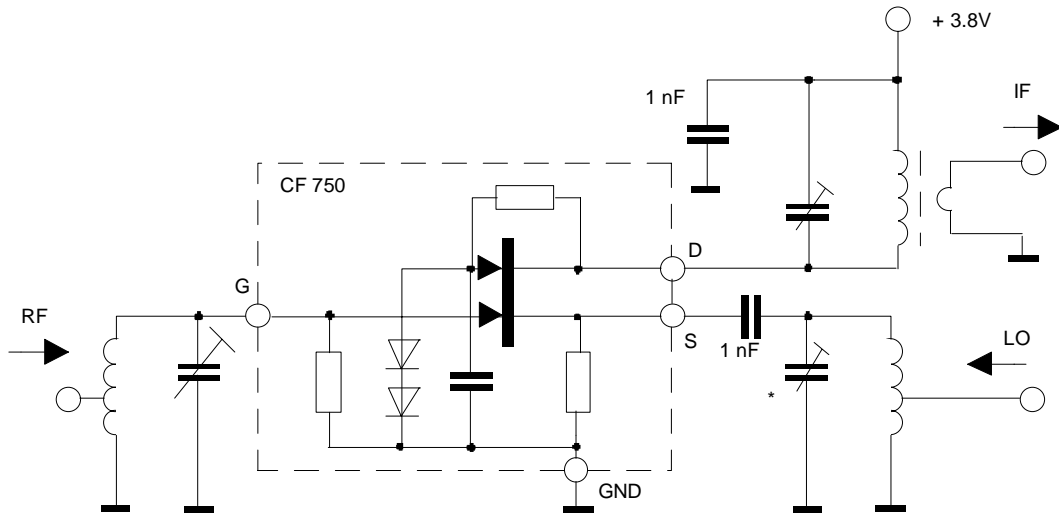 + 3.8V
1 nF
IF
CF 750
D
G
RF
S
1 nF
LO
*
GND